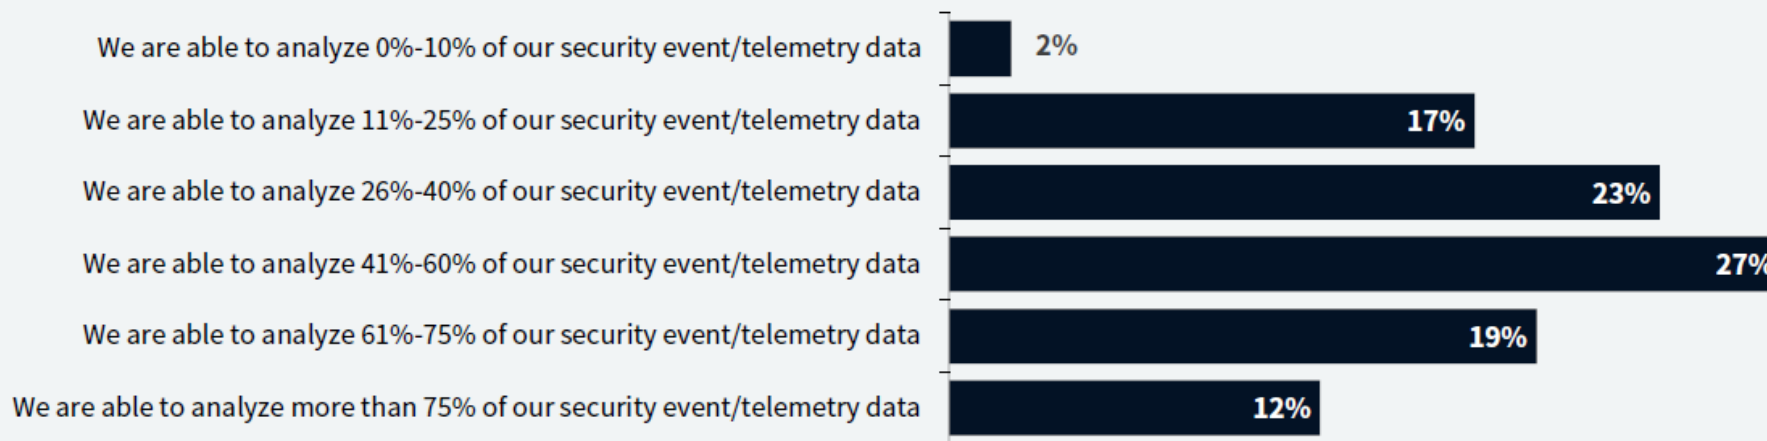 We are able to analyze 0%-10% of our security event/telemetry data 2%
We are able to analyze 11%-25% of our security event/telemetry data 17%
We are able to analyze 26%-40% of our security event/telemetry data 23%
We are able to analyze 41%-60% of our security event/telemetry data 27%
We are able to analyze 61%-75% of our security event/telemetry data 19%
We are able to analyze more than 75% of our security event/telemetry data 12%